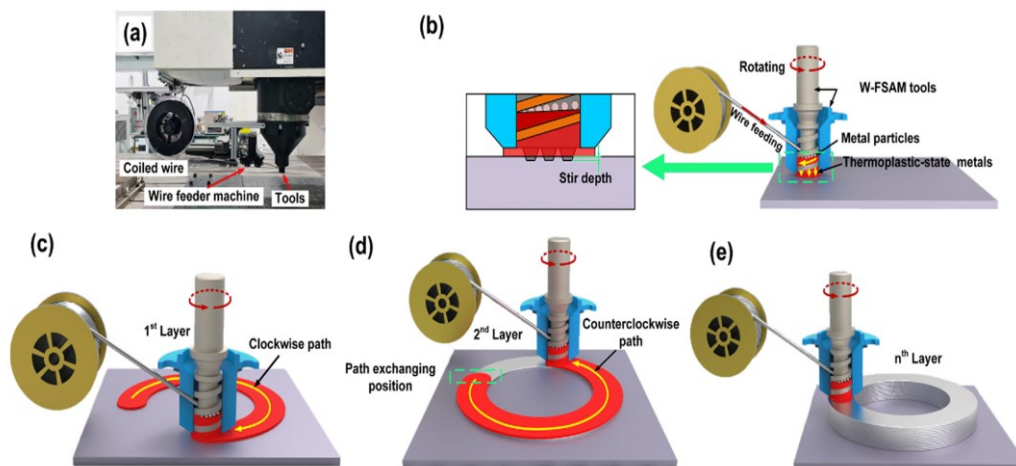 (a)
Coiled wire
Wire feeder machine
Tools
(b)
Rotating
W-FSAM tools
Wire feeding
Metal particles
Thermoplastic-state metals
Stir depth
(c)
1st Layer
Clockwise path
(d)
2nd Layer
Counterclockwise
path
Path exchanging
position
(e)
nth Layer